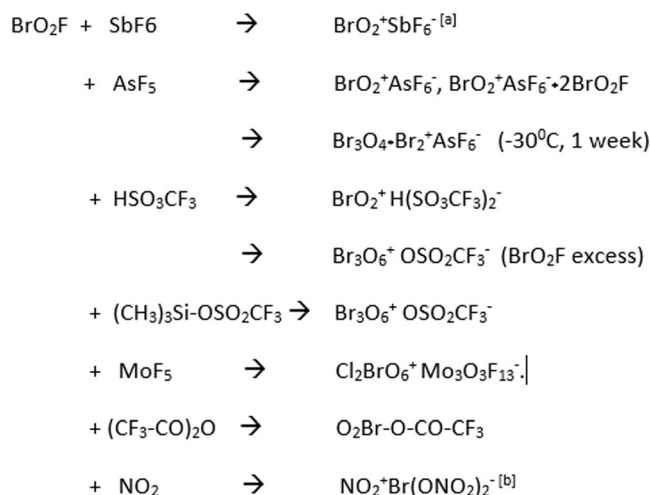 BrO₂F + SbF6 → BrO₂⁺SbF₆⁻ [a]
+ AsF₅ → BrO₂⁺AsF₆⁻, BrO₂⁺AsF₆⁻•2BrO₂F
→ Br₃O₄•Br₂⁺AsF₆⁻ (-30⁰C, 1 week)
+ HSO₃CF₃ → BrO₂⁺ H(SO₃CF₃)₂⁻
→ Br₃O₆⁺ OSO₂CF₃⁻ (BrO₂F excess)
+ (CH₃)₃Si-OSO₂CF₃ → Br₃O₆⁺ OSO₂CF₃⁻
+ MoF₅ → Cl₂BrO₆⁺ Mo₃O₃F₁₃⁻.
+ (CF₃-CO)₂O → O₂Br-O-CO-CF₃
+ NO₂ → NO₂⁺Br(ONO₂)₂⁻ [b]